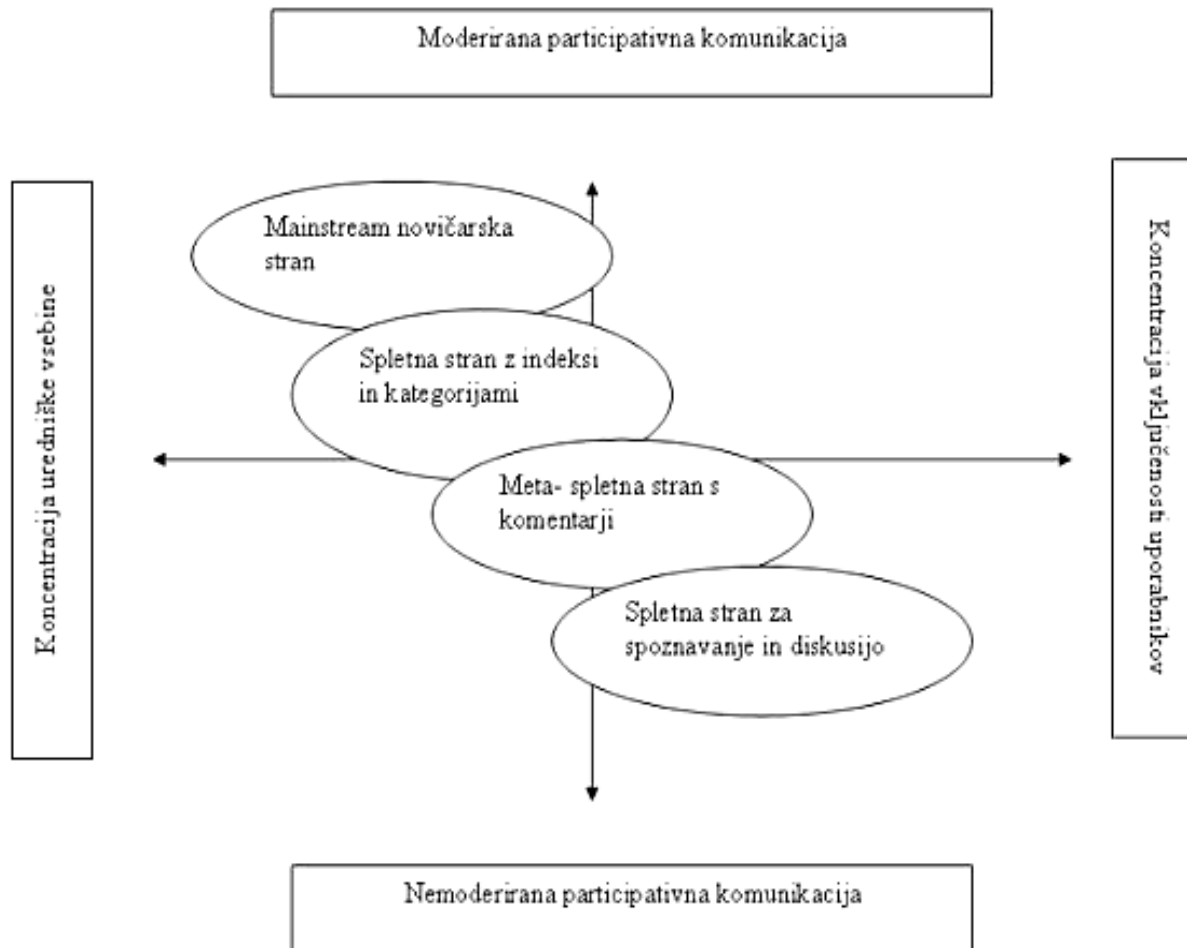 Moderirana participativna komunikacija
Koncentracija uredniške vsebine
Mainstream novičarska
stran
Spletna stran z indeksi
in kategorijami
Meta- spletna stran s
komentarji
Spletna stran za
spoznavanje in diskusijo
Koncentracija vključenosti uporabnikov
Nemoderirana participativna komunikacija